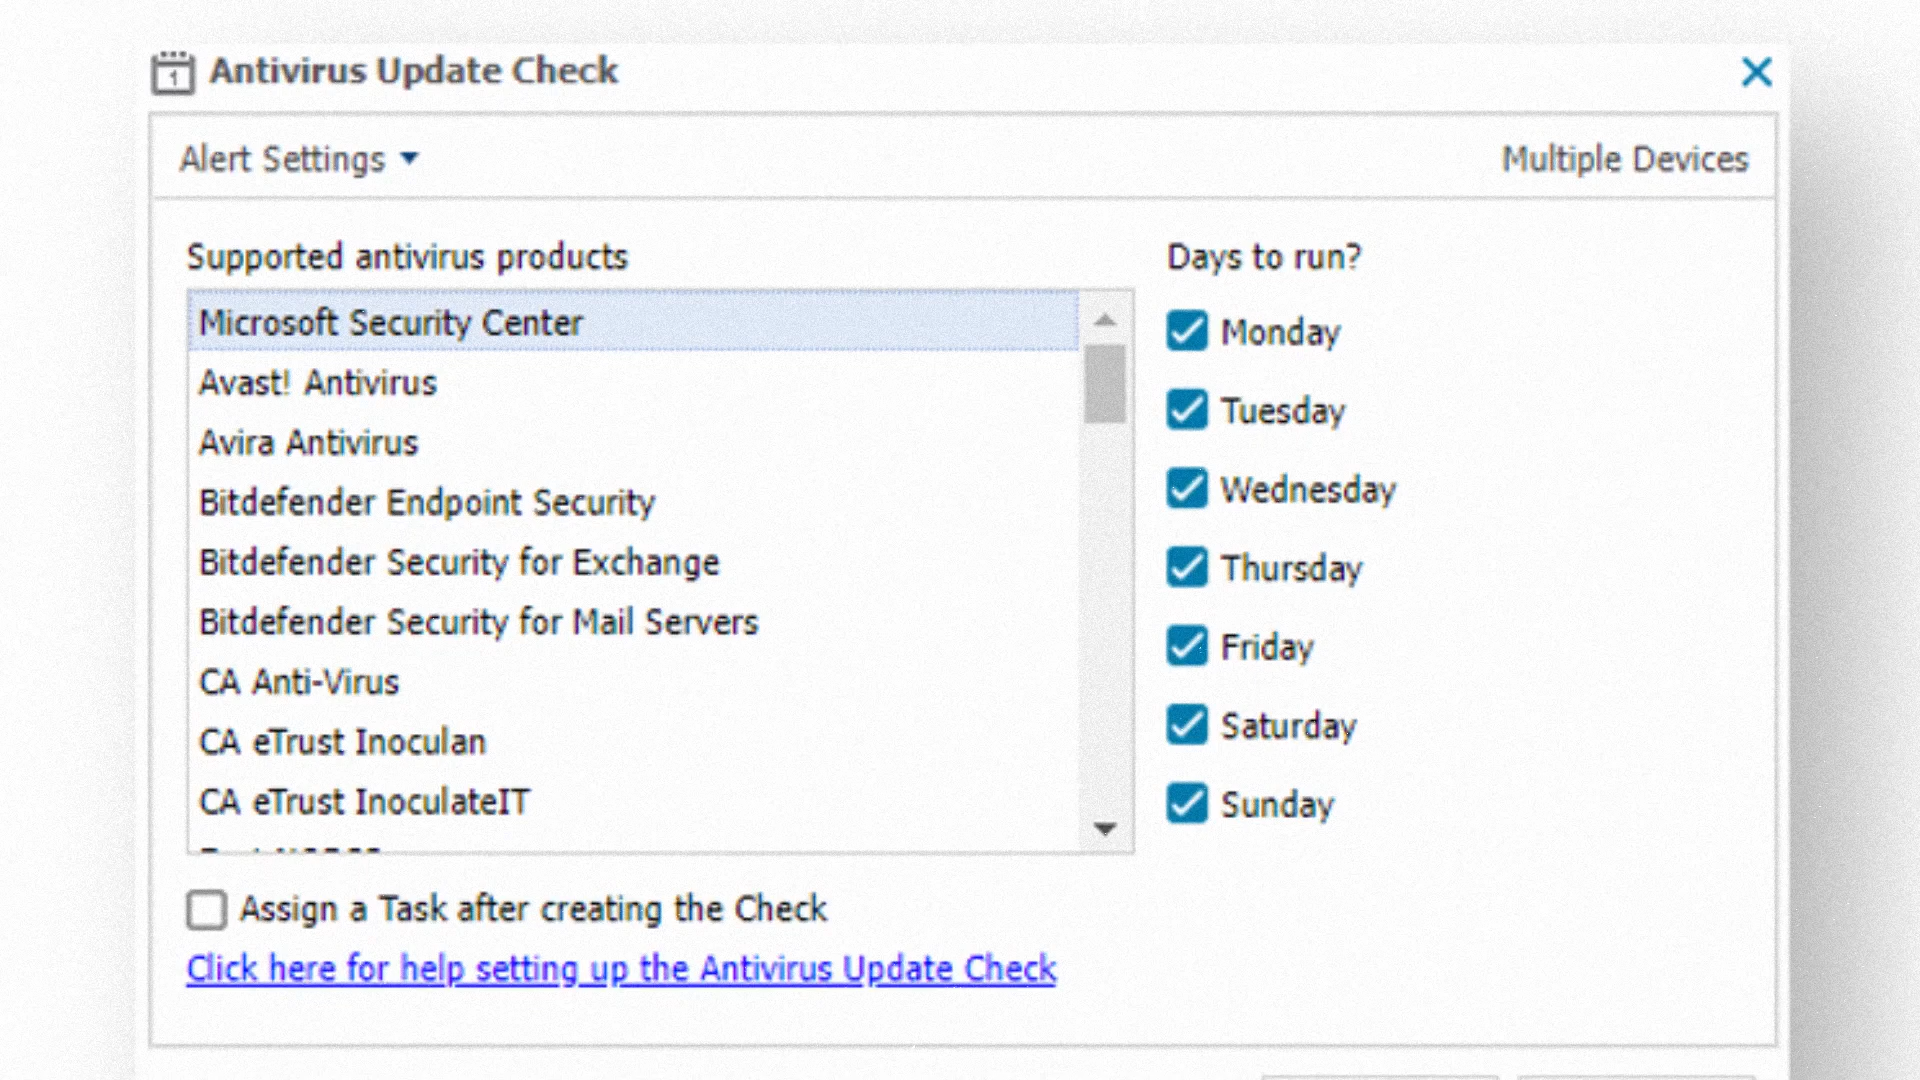 Antivirus Update Check
Alert Settings
Multiple Devices
Supported antivirus products
Microsoft Security Center
Avast! Antivirus
Avira Antivirus
Bitdefender Endpoint Security
Bitdefender Security for Exchange
Bitdefender Security for Mail Servers
CA Anti-Virus
CA eTrust Inoculan
CA eTrust InoculateIT
Days to run?
Monday
Tuesday
Wednesday
Thursday
Friday
Saturday
Sunday
Assign a Task after creating the Check
Click here for help setting up the Antivirus Update Check